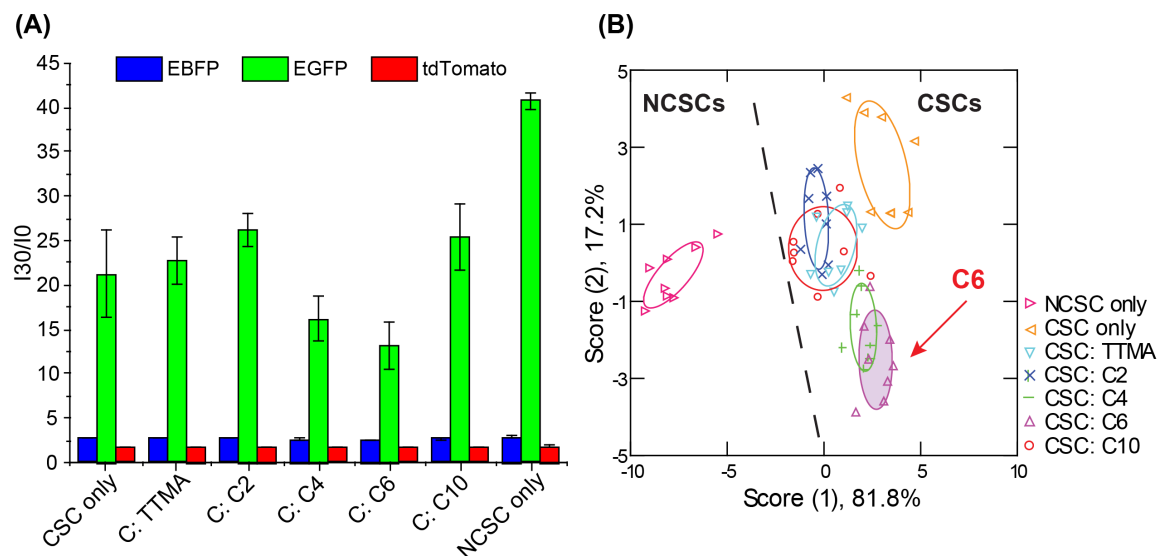 (A)
EBFP EGFP tdTomato
I30/I0
45
40
35
30
25
20
15
10
5
0
CSC only
C: TTMA
C: C2
C: C4
C: C6
C: C10
NCSC only
(B)
NCSCs CSCs
C6
Score (2), 17.2%
5
3
1
-1
-3
-5
-10 -5 0 5 10
Score (1), 81.8%
NCSC only
CSC only
CSC: TTMA
CSC: C2
CSC: C4
CSC: C6
CSC: C10